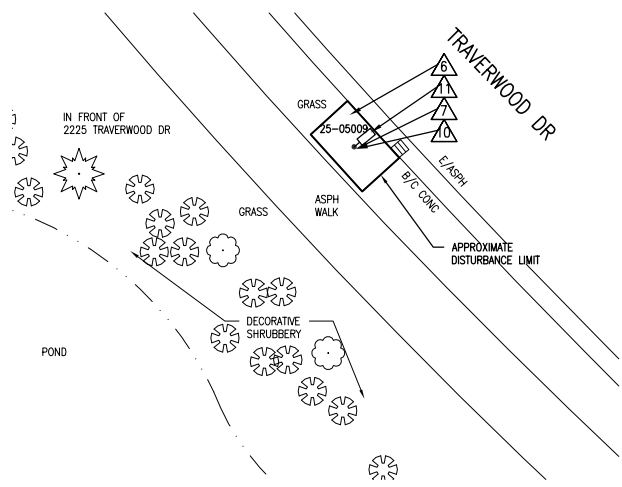 TRAVERWOOD DR
6
11
7
10
GRASS
25-05009
IN FRONT OF
2225 TRAVERWOOD DR
E/ASPH
B/C CONC
ASPH
WALK
GRASS
APPROXIMATE
DISTURBANCE LIMIT
DECORATIVE
SHRUBBERY
POND